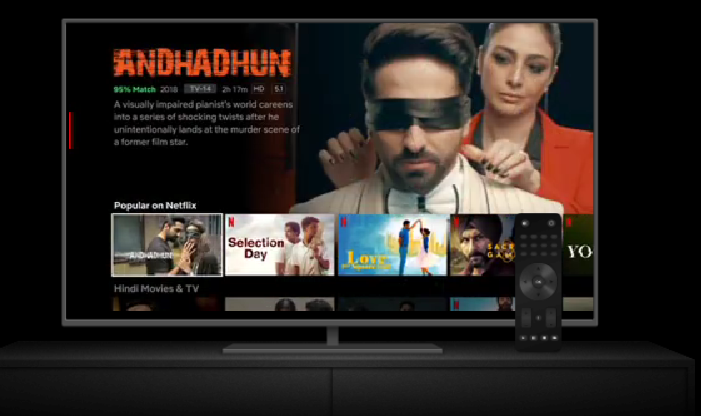 ANDHADHUN
95% Match 2018 TV-14 2h 17m HD 5.1
A visually impaired pianist's world careens
into a series of shocking twists after he
unintentionally lands at the murder scene of
a former film star.
Popular on Netflix
ANDHADHUN
N
Selection
Day
N
Love
per Square Foot
N
SACR
GAM
N
YO
Hindi Movies & TV
N